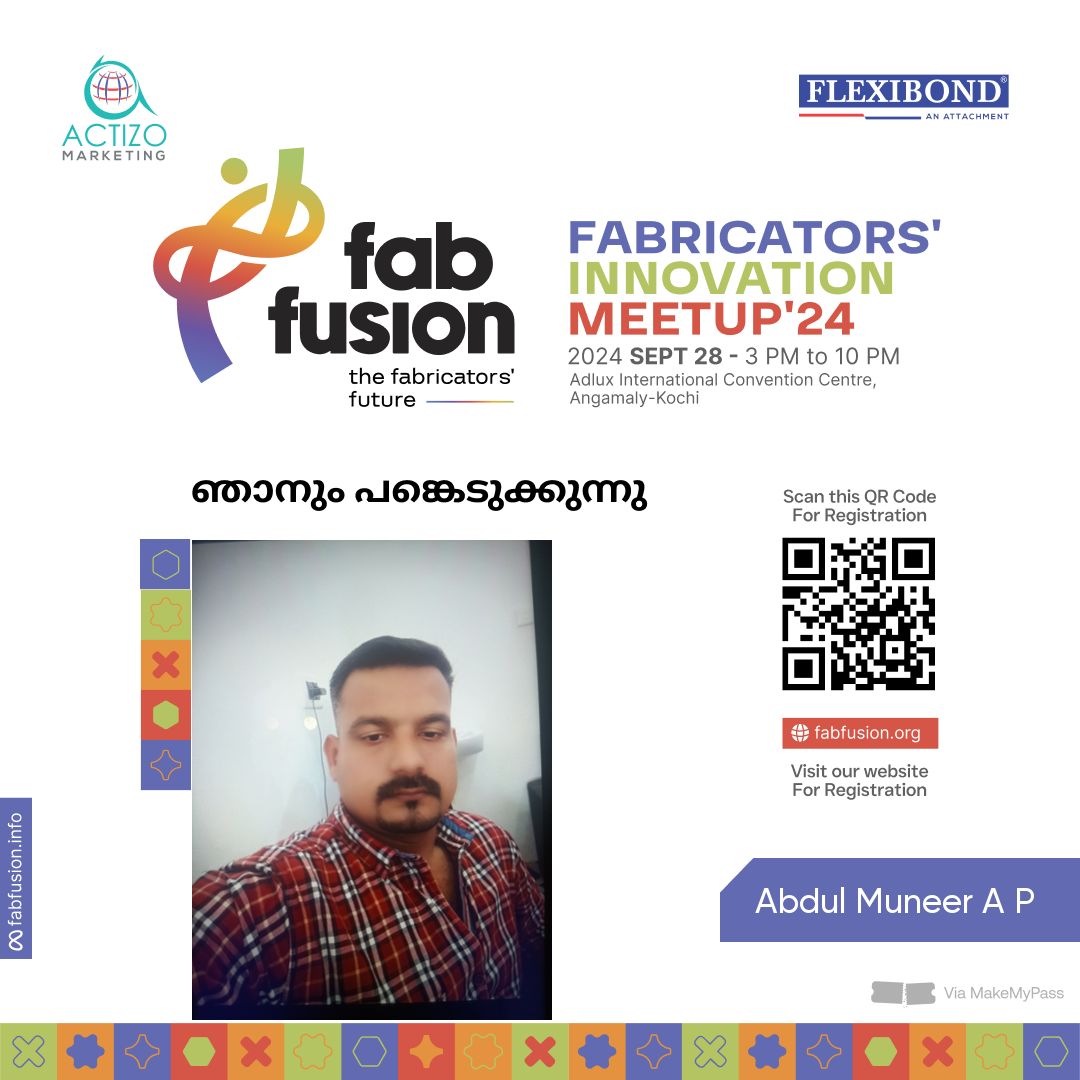 ACTIZO
MARKETING
FLEXIBOND®
AN ATTACHMENT
fab
fusion
the fabricators'
future
FABRICATORS'
INNOVATION
MEETUP'24
2024 SEPT 28 - 3 PM to 10 PM
Adlux International Convention Centre,
Angamaly-Kochi
ഞാനും പങ്കെടുക്കുന്നു
Scan this QR Code
For Registration
fabfusion.org
Visit our website
For Registration
fabfusion.info
Abdul Muneer A P
Via MakeMyPass